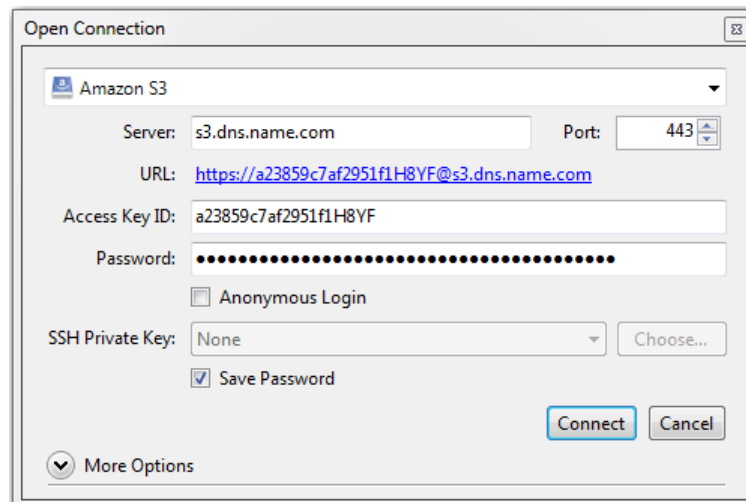 Open Connection
Amazon S3
Server: s3.dns.name.com Port: 443
URL: https://a23859c7af2951f1H8YF@s3.dns.name.com
Access Key ID: a23859c7af2951f1H8YF
Password: ••••••••••••••••••••••••••••••••••••••••
Anonymous Login
SSH Private Key: None Choose...
Save Password
Connect Cancel
More Options